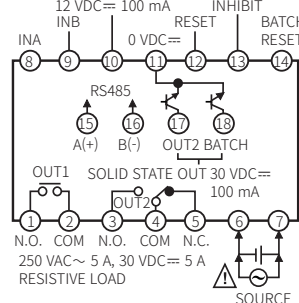 12 VDC⎓ 100 mA INHIBIT
INB RESET BATCH
INA 0 VDC⎓ RESET
8 9 10 11 12 13 14
RS485
15 16 17 18
A(+) B(-) OUT2 BATCH
OUT1 SOLID STATE OUT 30 VDC⎓
100 mA
OUT2
1 2 3 4 5 6 7
N.O. COM N.O. COM N.C.
250 VAC～ 5 A, 30 VDC⎓ 5 A
RESISTIVE LOAD
SOURCE